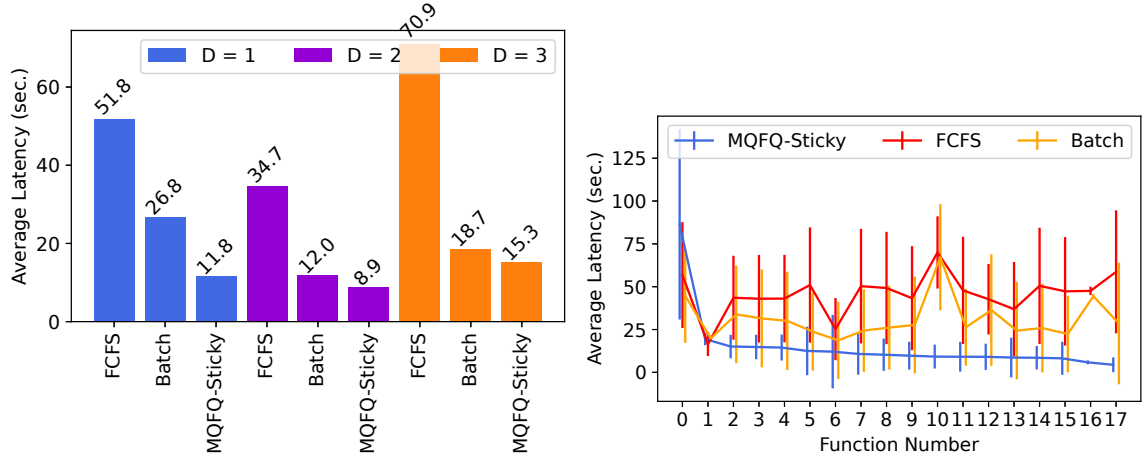 D = 1 D = 2 D = 3
Average Latency (sec.)
60
40
20
0
51.8
26.8
11.8
34.7
12.0
8.9
70.9
18.7
15.3
FCFS
Batch
MQFQ-Sticky
FCFS
Batch
MQFQ-Sticky
FCFS
Batch
MQFQ-Sticky
MQFQ-Sticky FCFS Batch
Average Latency (sec.)
125
100
75
50
25
0
0 1 2 3 4 5 6 7 8 9 10 11 12 13 14 15 16 17
Function Number